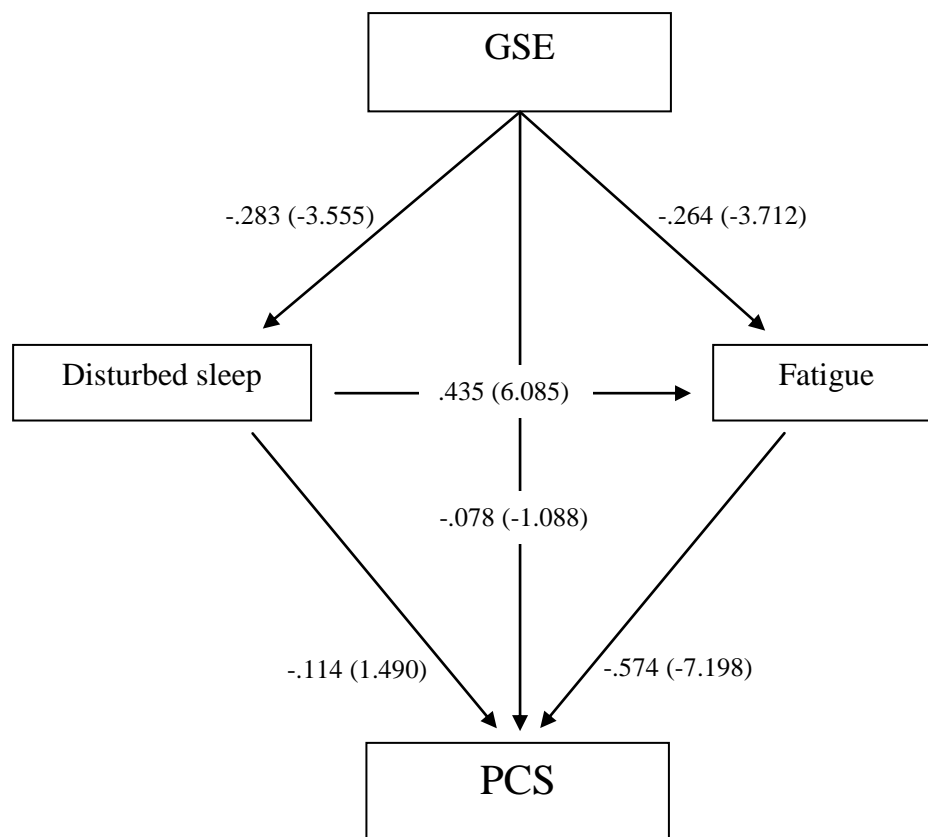 GSE
-.283 (-3.555)
-.264 (-3.712)
Disturbed sleep
.435 (6.085)
Fatigue
-.078 (-1.088)
-.114 (1.490)
-.574 (-7.198)
PCS